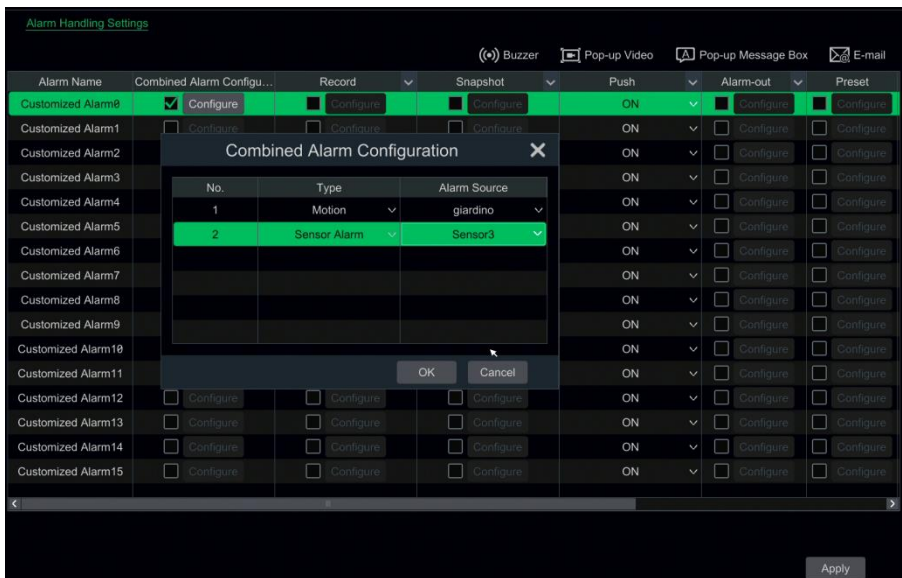 Alarm Handling Settings
Buzzer Pop-up Video Pop-up Message Box E-mail
Alarm Name Combined Alarm Configu... Record Snapshot Push Alarm-out Preset
Customized Alarm0 Configure Configure Configure ON Configure Configure
Customized Alarm1 Configure Configure Configure ON Configure Configure
Customized Alarm2 ON Configure Configure
Customized Alarm3 ON Configure Configure
Customized Alarm4 ON Configure Configure
Customized Alarm5 ON Configure Configure
Customized Alarm6 ON Configure Configure
Customized Alarm7 ON Configure Configure
Customized Alarm8 ON Configure Configure
Customized Alarm9 ON Configure Configure
Customized Alarm10 ON Configure Configure
Customized Alarm11 ON Configure Configure
Customized Alarm12 Configure Configure Configure ON Configure Configure
Customized Alarm13 Configure Configure Configure ON Configure Configure
Customized Alarm14 Configure Configure Configure ON Configure Configure
Customized Alarm15 Configure Configure Configure ON Configure Configure
Combined Alarm Configuration
No. Type Alarm Source
1 Motion giardino
2 Sensor Alarm Sensor3
OK Cancel
Apply